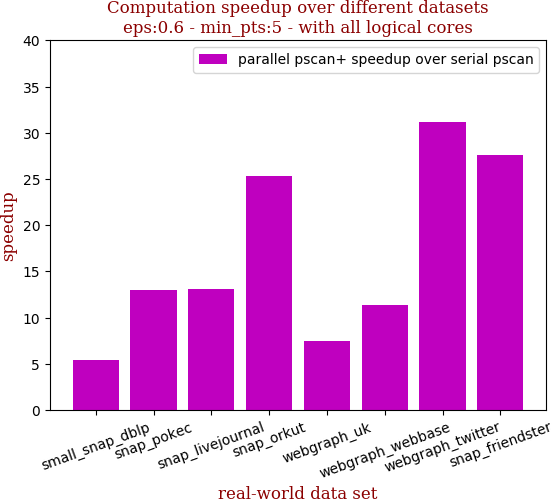 Computation speedup over different datasets
eps:0.6 - min_pts:5 - with all logical cores
parallel pscan+ speedup over serial pscan
speedup
40
35
30
25
20
15
10
5
0
small_snap_dblp
snap_pokec
snap_livejournal
snap_orkut
webgraph_uk
webgraph_webbase
webgraph_twitter
snap_friendster
real-world data set